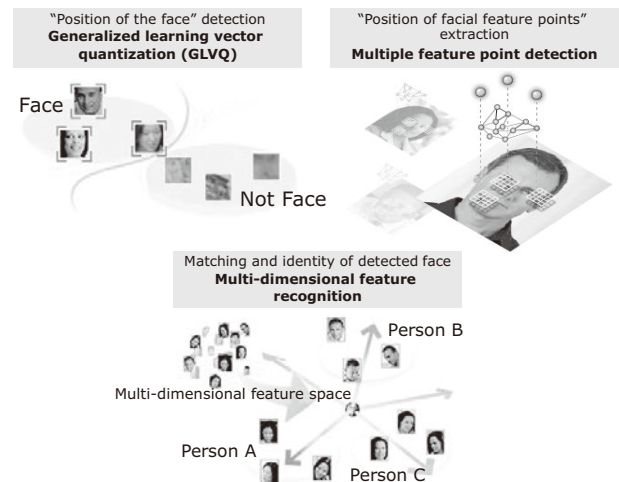 “Position of the face” detection
Generalized learning vector
quantization (GLVQ)
Face
Not Face
“Position of facial feature points”
extraction
Multiple feature point detection
Matching and identity of detected face
Multi-dimensional feature
recognition
Person B
Multi-dimensional feature space
Person A
Person C